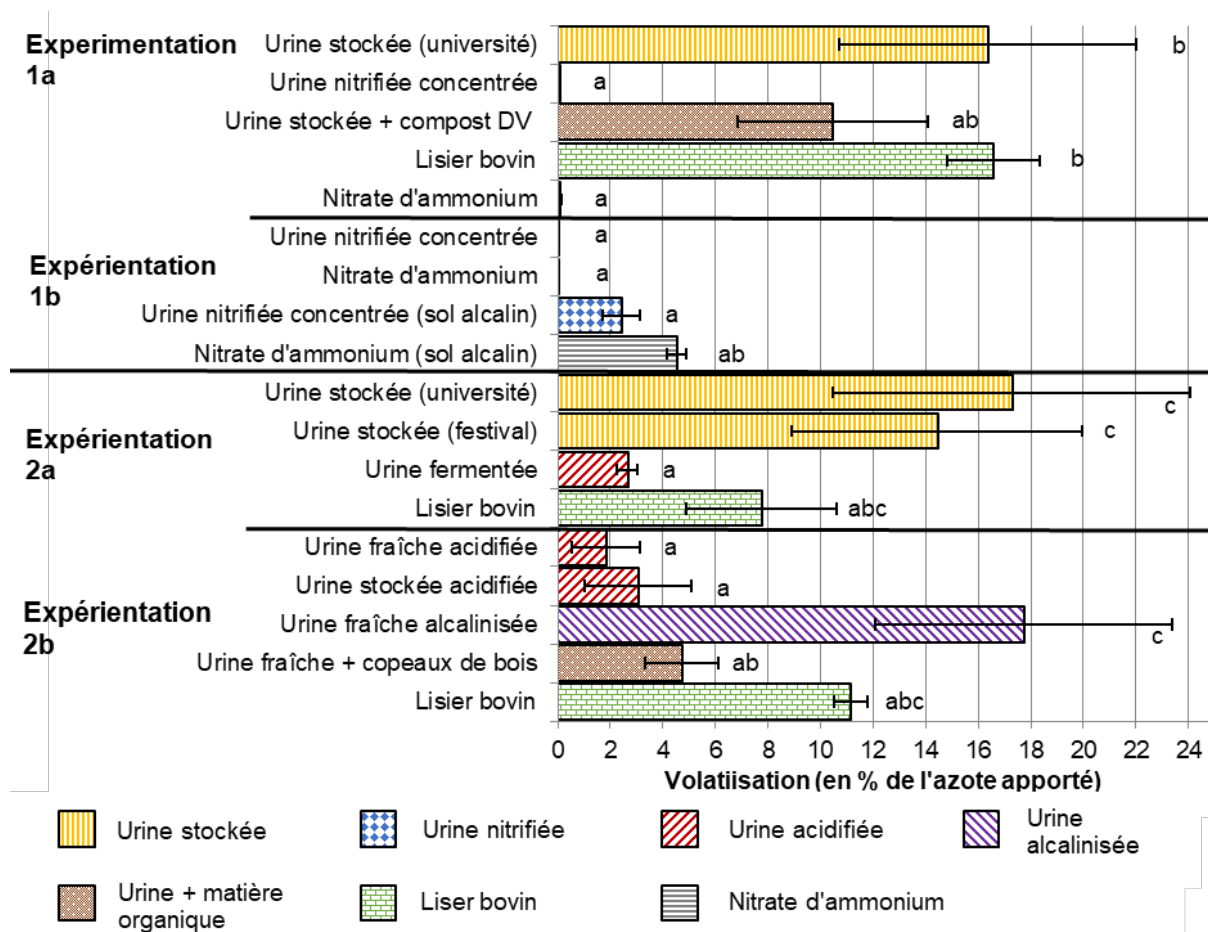 Experimentation
1a
Urine stockée (université)
b
Urine nitrifiée concentrée
a
Urine stockée + compost DV
ab
Lisier bovin
b
Nitrate d'ammonium
a
Expérientation
1b
Urine nitrifiée concentrée
a
Nitrate d'ammonium
a
Urine nitrifiée concentrée (sol alcalin)
a
Nitrate d'ammonium (sol alcalin)
ab
Expérientation
2a
Urine stockée (université)
c
Urine stockée (festival)
c
Urine fermentée
a
Lisier bovin
abc
Expérientation
2b
Urine fraîche acidifiée
a
Urine stockée acidifiée
a
Urine fraîche alcalinisée
c
Urine fraîche + copeaux de bois
ab
Lisier bovin
abc
0 2 4 6 8 10 12 14 16 18 20 22 24
Volatiisation (en % de l'azote apporté)
Urine stockée
Urine nitrifiée
Urine acidifiée
Urine
alcalinisée
Urine + matière
organique
Liser bovin
Nitrate d'ammonium